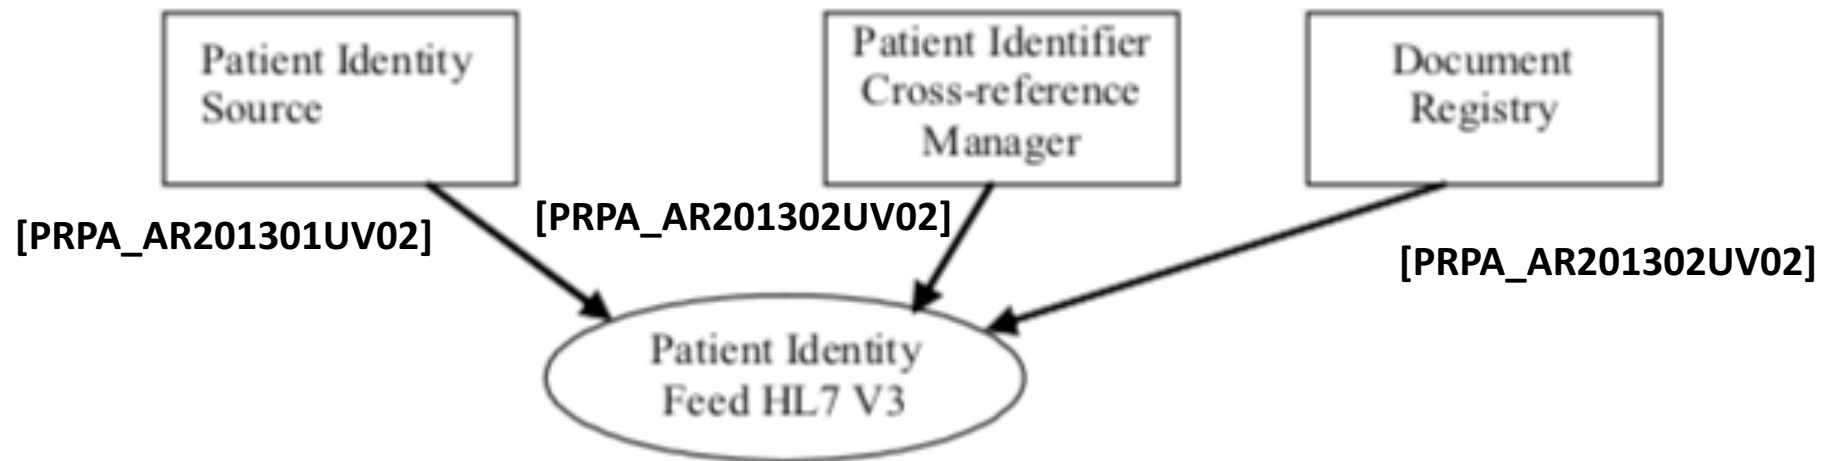 Patient Identity
Source
Patient Identifier
Cross-reference
Manager
Document
Registry
[PRPA_AR201301UV02]
[PRPA_AR201302UV02]
[PRPA_AR201302UV02]
Patient Identity
Feed HL7 V3